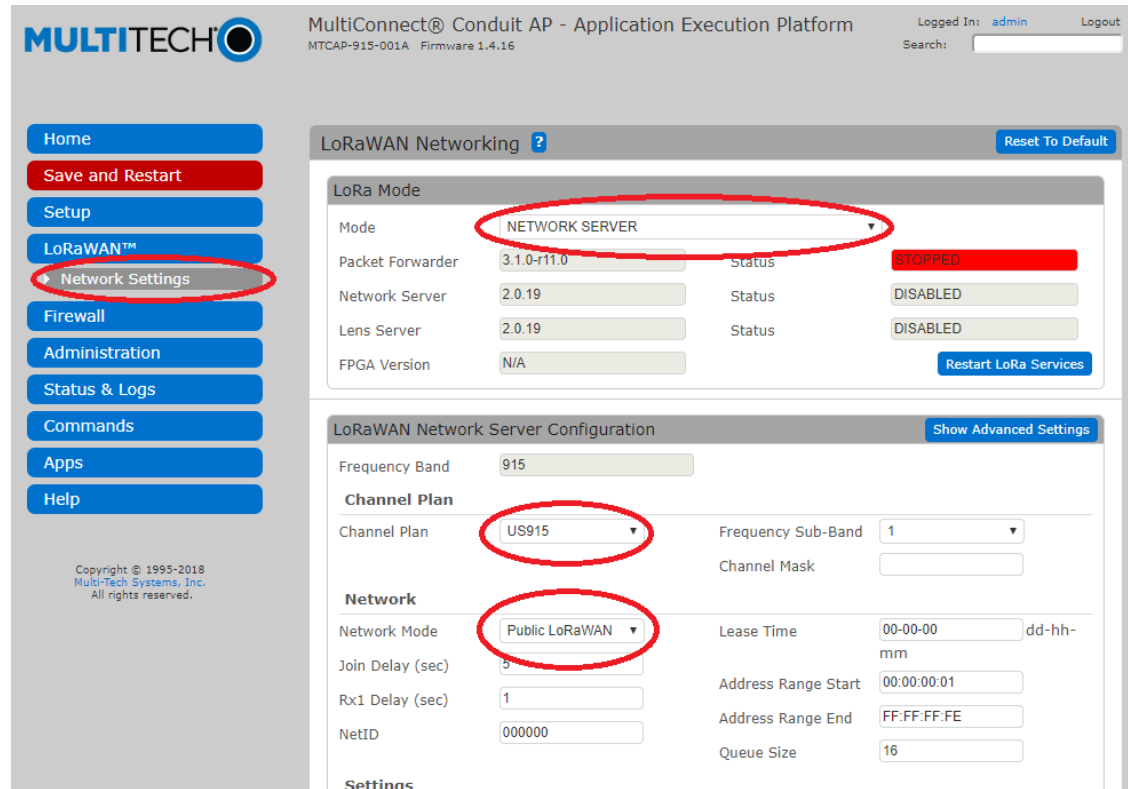 MULTITECH
MultiConnect® Conduit AP - Application Execution Platform
MTCAP-915-001A Firmware 1.4.16
Logged In: admin Logout
Search:
Home
Save and Restart
Setup
LoRaWAN™
Network Settings
Firewall
Administration
Status & Logs
Commands
Apps
Help
Copyright © 1995-2018
Multi-Tech Systems, Inc.
All rights reserved.
LoRaWAN Networking ? Reset To Default
LoRa Mode
Mode NETWORK SERVER
Packet Forwarder 3.1.0-r11.0 Status STOPPED
Network Server 2.0.19 Status DISABLED
Lens Server 2.0.19 Status DISABLED
FPGA Version N/A Restart LoRa Services
LoRaWAN Network Server Configuration Show Advanced Settings
Frequency Band 915
Channel Plan
Channel Plan US915 Frequency Sub-Band 1
Channel Mask
Network
Network Mode Public LoRaWAN Lease Time 00-00-00 dd-hh-
mm
Join Delay (sec) 5
Address Range Start 00:00:00:01
Rx1 Delay (sec) 1
Address Range End FF:FF:FF:FE
NetID 000000
Queue Size 16
Settings